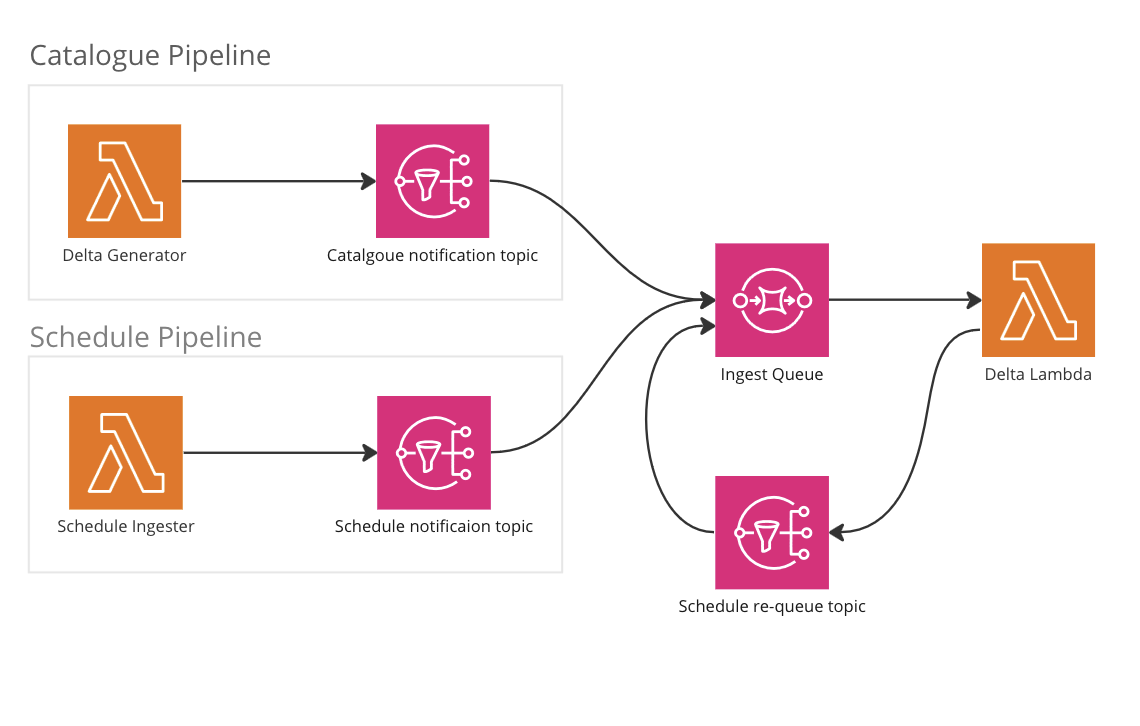 Catalogue Pipeline
Delta Generator
Catalgoue notification topic
Schedule Pipeline
Schedule Ingester
Schedule notificaion topic
Ingest Queue
Delta Lambda
Schedule re-queue topic